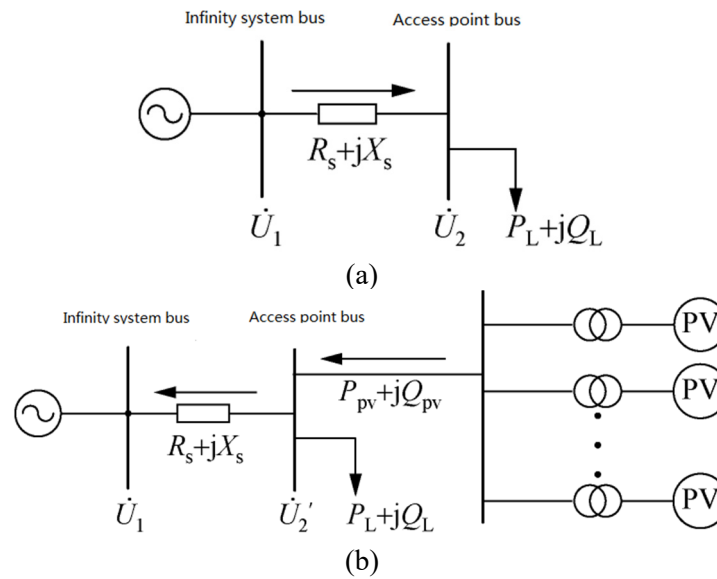 Infinity system bus
Access point bus
Rs+jXs
U̇1
U̇2
PL+jQL
(a)
Infinity system bus
Access point bus
PV
Ppv+jQpv
PV
Rs+jXs
U̇1
U̇2′
PL+jQL
PV
(b)